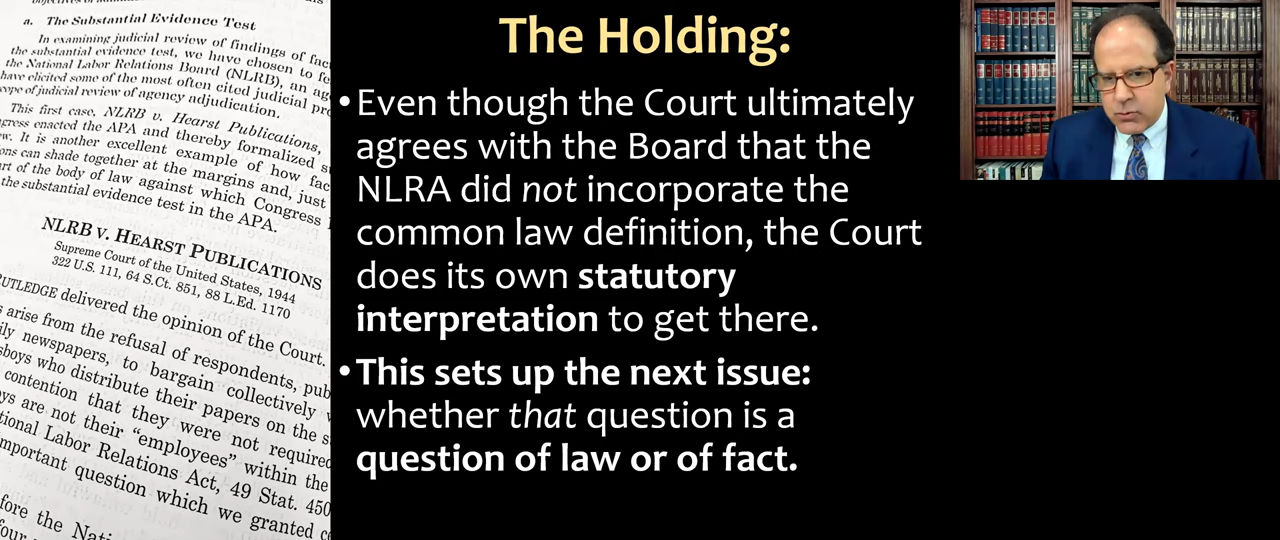 a. The Substantial Evidence Test
In examining judicial review of findings of fac
the substantial evidence test, we have chosen to fe
the National Labor Relations Board (NLRB), an ag
have elicited some of the most often cited judicial pr
scope of judicial review of agency adjudication.
This first case, NLRB v. Hearst Publications,
gress enacted the APA and thereby formalized s
w. It is another excellent example of how fac
ons can shade together at the margins and, just
rt of the body of law against which Congress
the substantial evidence test in the APA.
NLRB v. HEARST PUBLICATIONS
Supreme Court of the United States, 1944
322 U.S. 111, 64 S.Ct. 851, 88 L.Ed. 1170
RUTLEDGE delivered the opinion of the Court.
s arise from the refusal of respondents, pub
ily newspapers, to bargain collectively
sboys who distribute their papers on the s
contention that they were not required
ys are not their "employees" within the
tional Labor Relations Act, 49 Stat. 450
important question which we granted c
fore the Nat
four
The Holding:
• Even though the Court ultimately
agrees with the Board that the
NLRA did not incorporate the
common law definition, the Court
does its own statutory
interpretation to get there.
• This sets up the next issue:
whether that question is a
question of law or of fact.